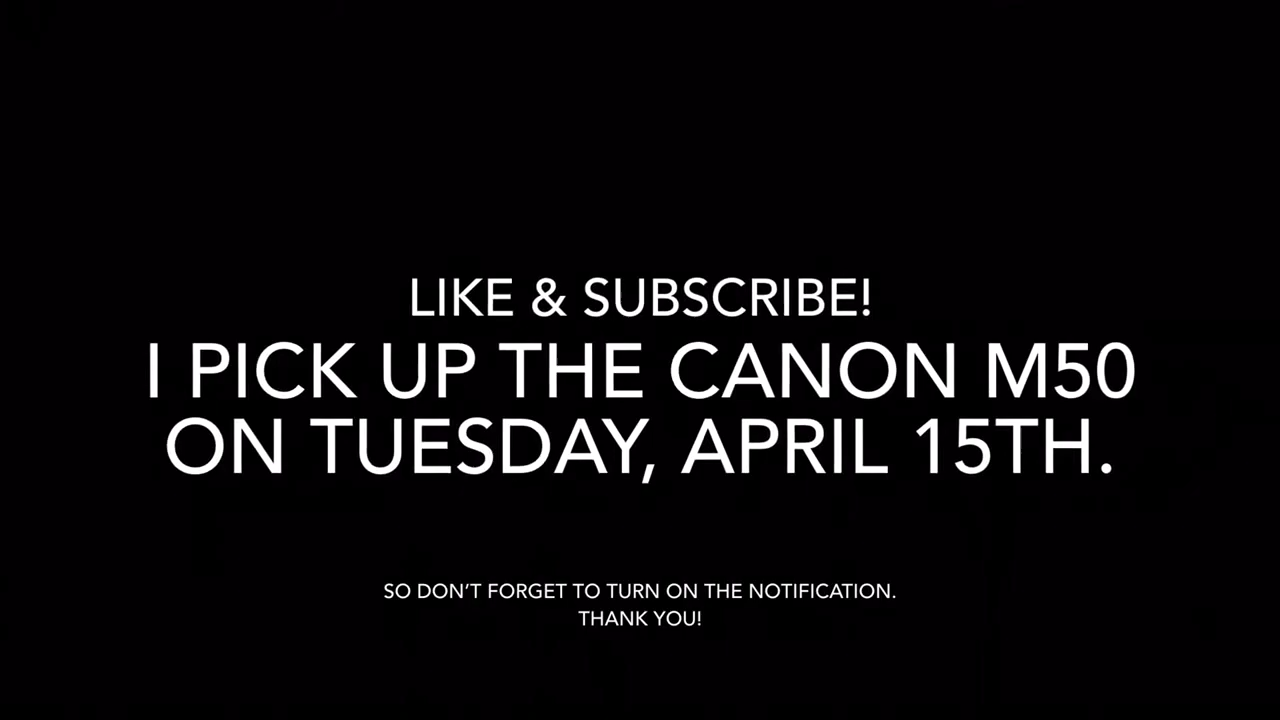 LIKE & SUBSCRIBE!
I PICK UP THE CANON M50
ON TUESDAY, APRIL 15TH.
SO DON’T FORGET TO TURN ON THE NOTIFICATION.
THANK YOU!